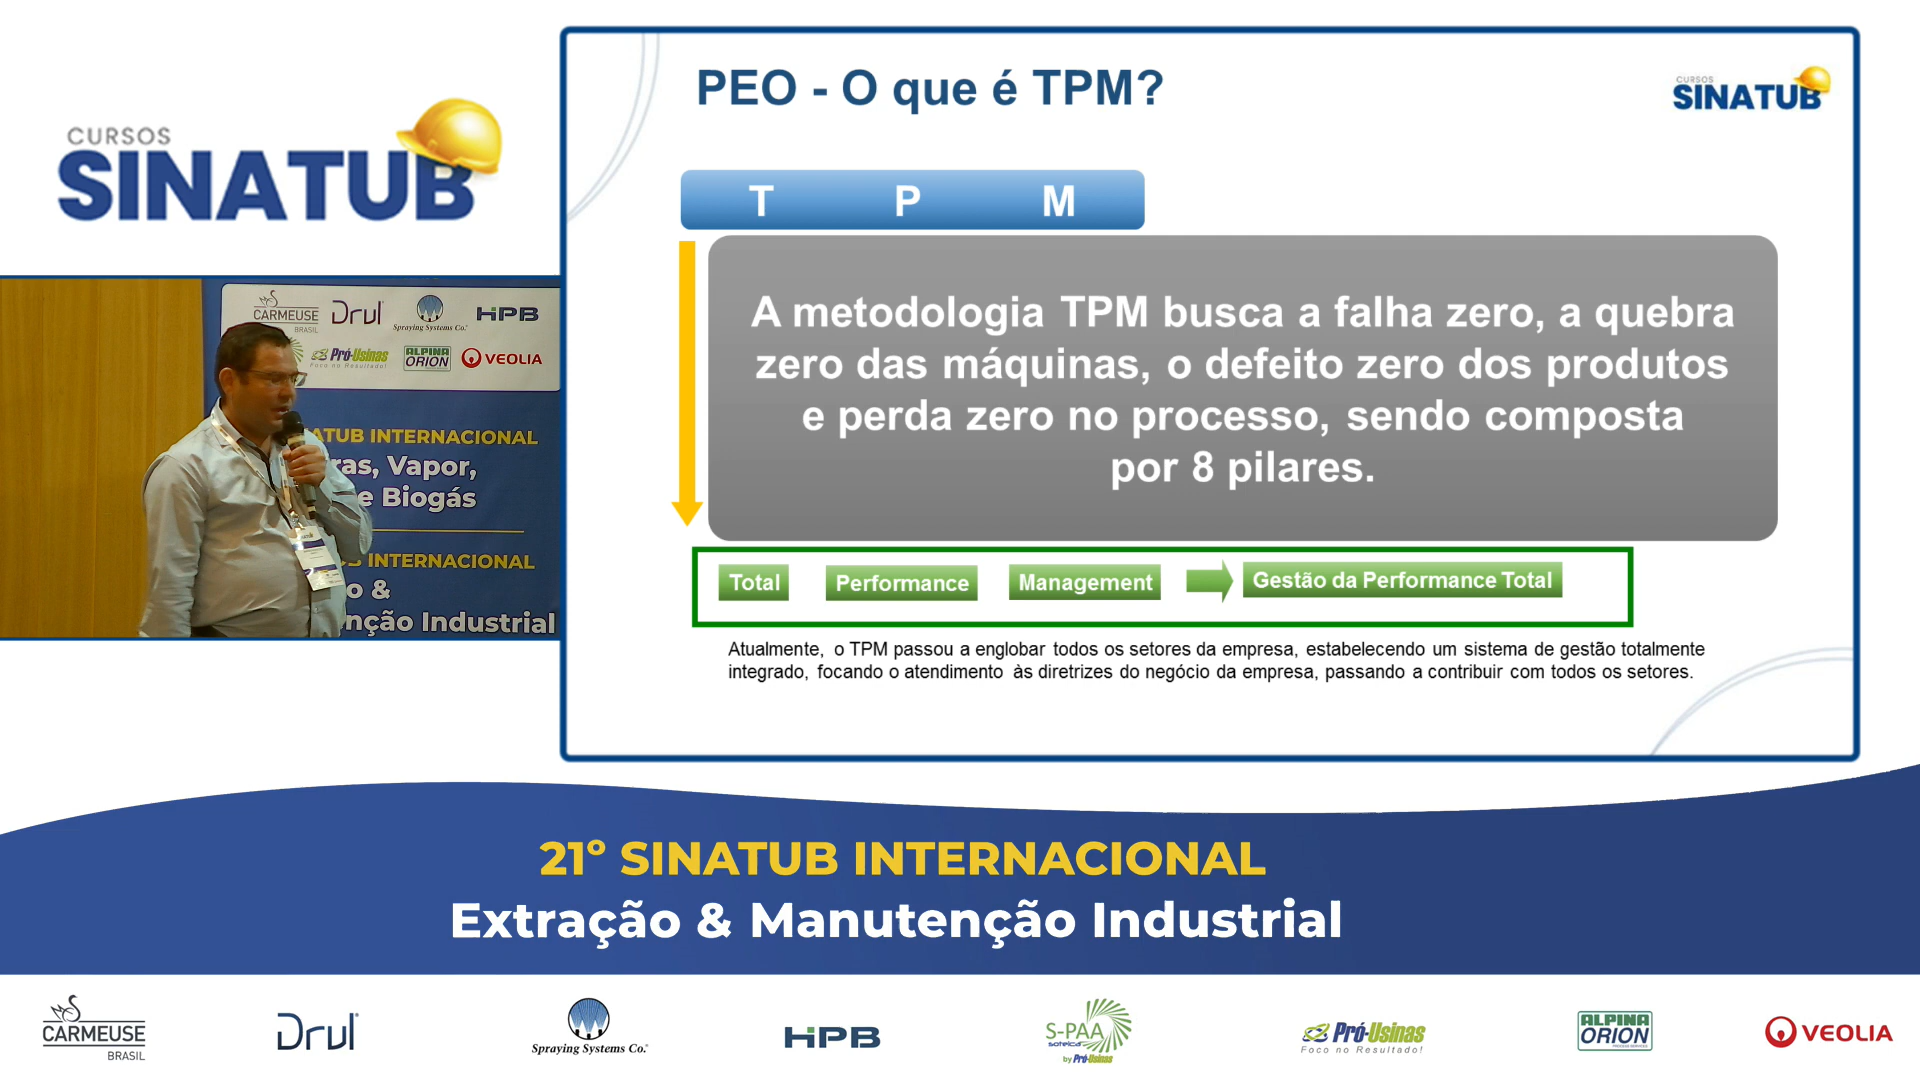 CURSOS
SINATUB
CARMEUSE
BRASIL
Drul
Spraying Systems Co.
HPB
Pró-Usinas
Foco no Resultado!
ALPINA
ORION
VEOLIA
ATUB INTERNACIONAL
ras, Vapor,
e Biogás
INTERNACIONAL
o &
nção Industrial
PEO - O que é TPM?
CURSOS
SINATUB
T P M
A metodologia TPM busca a falha zero, a quebra
zero das máquinas, o defeito zero dos produtos
e perda zero no processo, sendo composta
por 8 pilares.
Total Performance Management Gestão da Performance Total
Atualmente, o TPM passou a englobar todos os setores da empresa, estabelecendo um sistema de gestão totalmente
integrado, focando o atendimento às diretrizes do negócio da empresa, passando a contribuir com todos os setores.
21º SINATUB INTERNACIONAL
Extração & Manutenção Industrial
CARMEUSE
BRASIL
Drul
Spraying Systems Co.
HPB
S-PAA
soteica
by Pró-Usinas
Pró-Usinas
Foco no Resultado!
ALPINA
ORION
VEOLIA